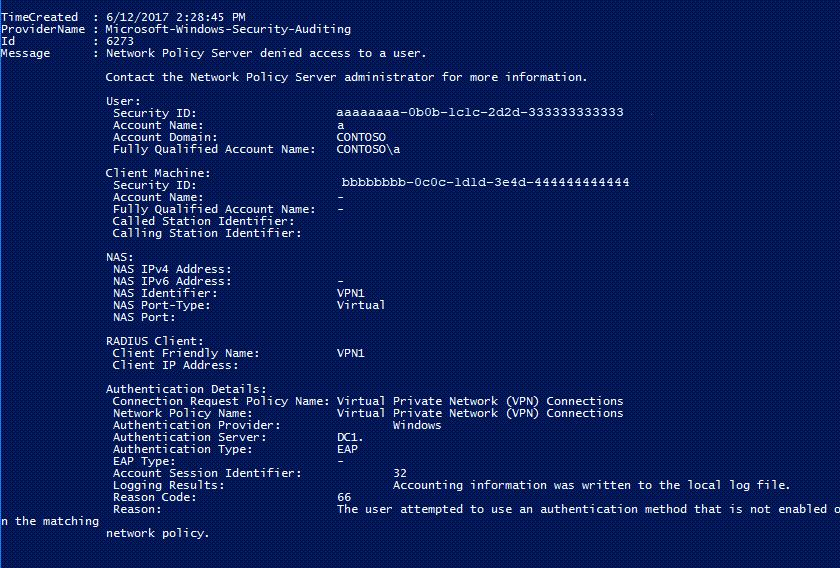 TimeCreated : 6/12/2017 2:28:45 PM
ProviderName : Microsoft-Windows-Security-Auditing
Id : 6273
Message : Network Policy Server denied access to a user.
Contact the Network Policy Server administrator for more information.
User:
Security ID: aaaaaaaa-0b0b-1c1c-2d2d-333333333333
Account Name: a
Account Domain: CONTOSO
Fully Qualified Account Name: CONTOSO\a
Client Machine:
Security ID: bbbbbbbb-0c0c-1d1d-3e4d-444444444444
Account Name: -
Fully Qualified Account Name: -
Called Station Identifier:
Calling Station Identifier:
NAS:
NAS IPv4 Address:
NAS IPv6 Address: -
NAS Identifier: VPN1
NAS Port-Type: Virtual
NAS Port:
RADIUS Client:
Client Friendly Name: VPN1
Client IP Address:
Authentication Details:
Connection Request Policy Name: Virtual Private Network (VPN) Connections
Network Policy Name: Virtual Private Network (VPN) Connections
Authentication Provider: Windows
Authentication Server: DC1.
Authentication Type: EAP
EAP Type: -
Account Session Identifier: 32
Logging Results: Accounting information was written to the local log file.
Reason Code: 66
Reason: The user attempted to use an authentication method that is not enabled o
n the matching
network policy.